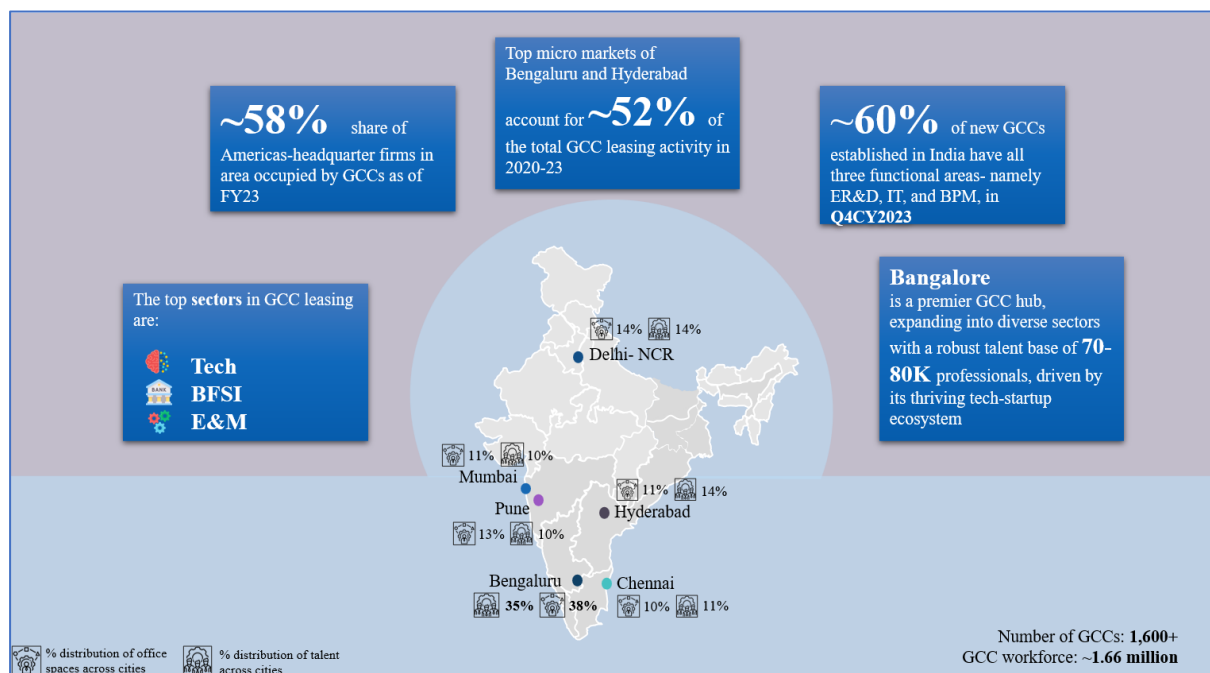 ~58% share of
Americas-headquarter firms in
area occupied by GCCs as of
FY23
Top micro markets of
Bengaluru and Hyderabad
account for ~52% of
the total GCC leasing activity in
2020-23
~60% of new GCCs
established in India have all
three functional areas- namely
ER&D, IT, and BPM, in
Q4CY2023
The top sectors in GCC leasing
are:
Tech
BANK
BFSI
E&M
Bangalore
is a premier GCC hub,
expanding into diverse sectors
with a robust talent base of 70-
80K professionals, driven by
its thriving tech-startup
ecosystem
14% 14%
Delhi- NCR
11% 10%
Mumbai
Pune
13% 10%
11% 14%
Hyderabad
Bengaluru
35% 38%
Chennai
10% 11%
% distribution of office
spaces across cities
% distribution of talent
across cities
Number of GCCs: 1,600+
GCC workforce: ~1.66 million